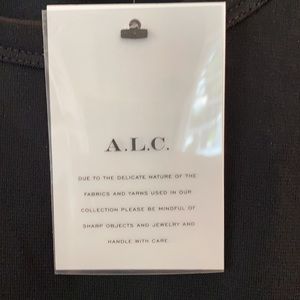 A.L.C.
DUE TO THE DELICATE NATURE OF THE
FABRICS AND YARNS USED IN OUR
COLLECTION PLEASE BE MINDFUL OF
SHARP OBJECTS AND JEWELRY AND
HANDLE WITH CARE.